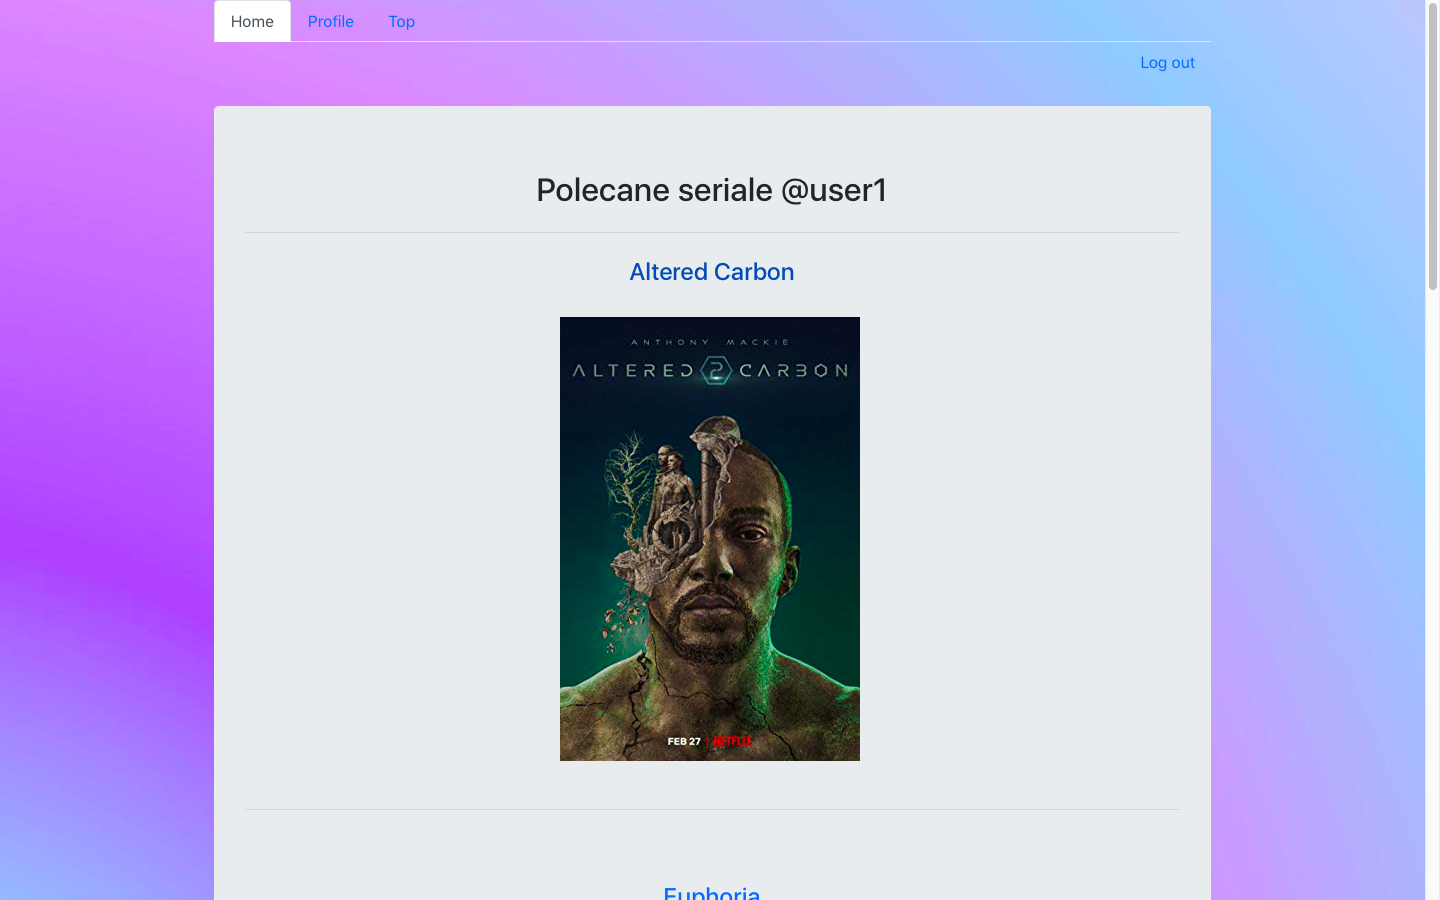 Home Profile Top
Log out
Polecane seriale @user1
Altered Carbon
ANTHONY MACKIE
ALTERED 2 CARBON
FEB 27 | NETFLIX
Euphoria